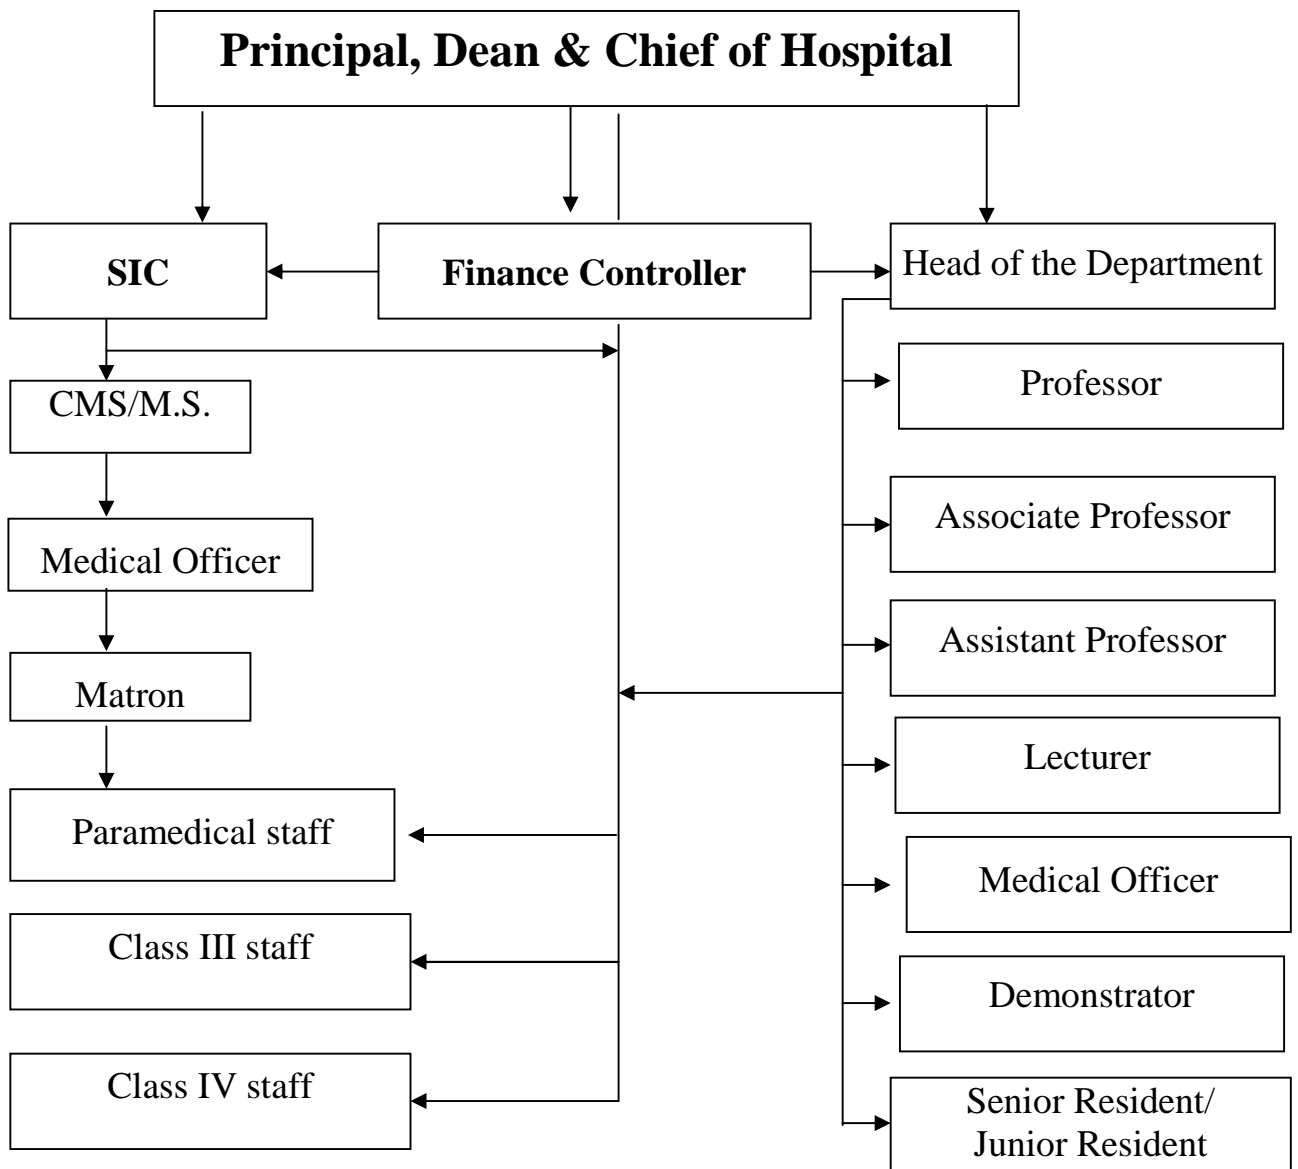 Principal, Dean & Chief of Hospital
SIC
Finance Controller
Head of the Department
CMS/M.S.
Medical Officer
Matron
Paramedical staff
Class III staff
Class IV staff
Professor
Associate Professor
Assistant Professor
Lecturer
Medical Officer
Demonstrator
Senior Resident/
Junior Resident